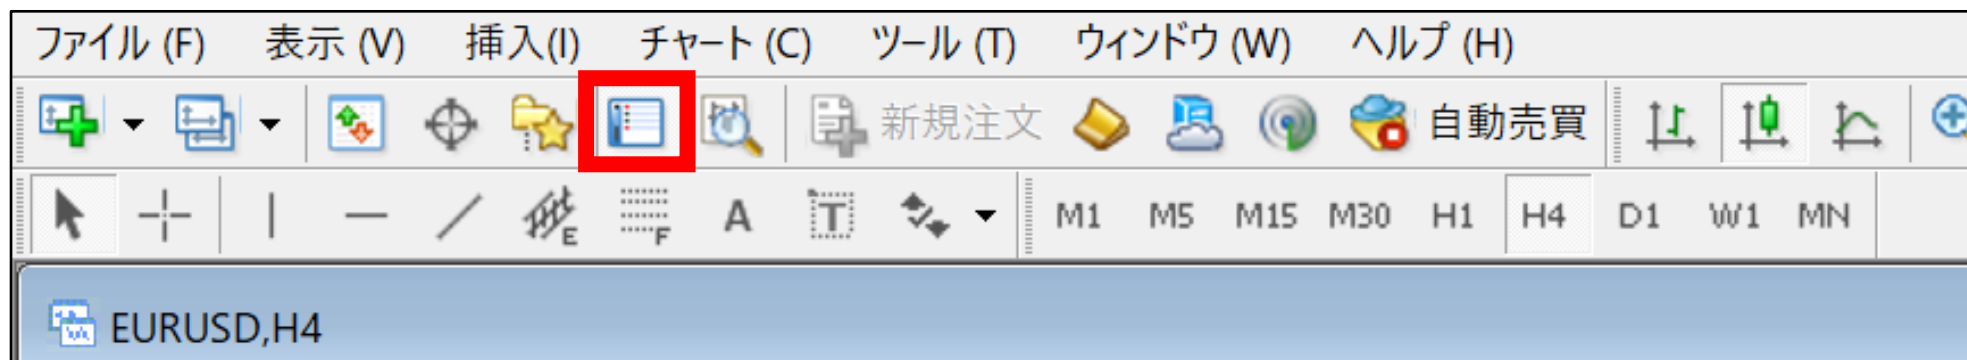 ファイル (F) 表示 (V) 挿入(I) チャート (C) ツール (T) ウィンドウ (W) ヘルプ (H)
新規注文 自動売買
E F A T M1 M5 M15 M30 H1 H4 D1 W1 MN
EURUSD,H4